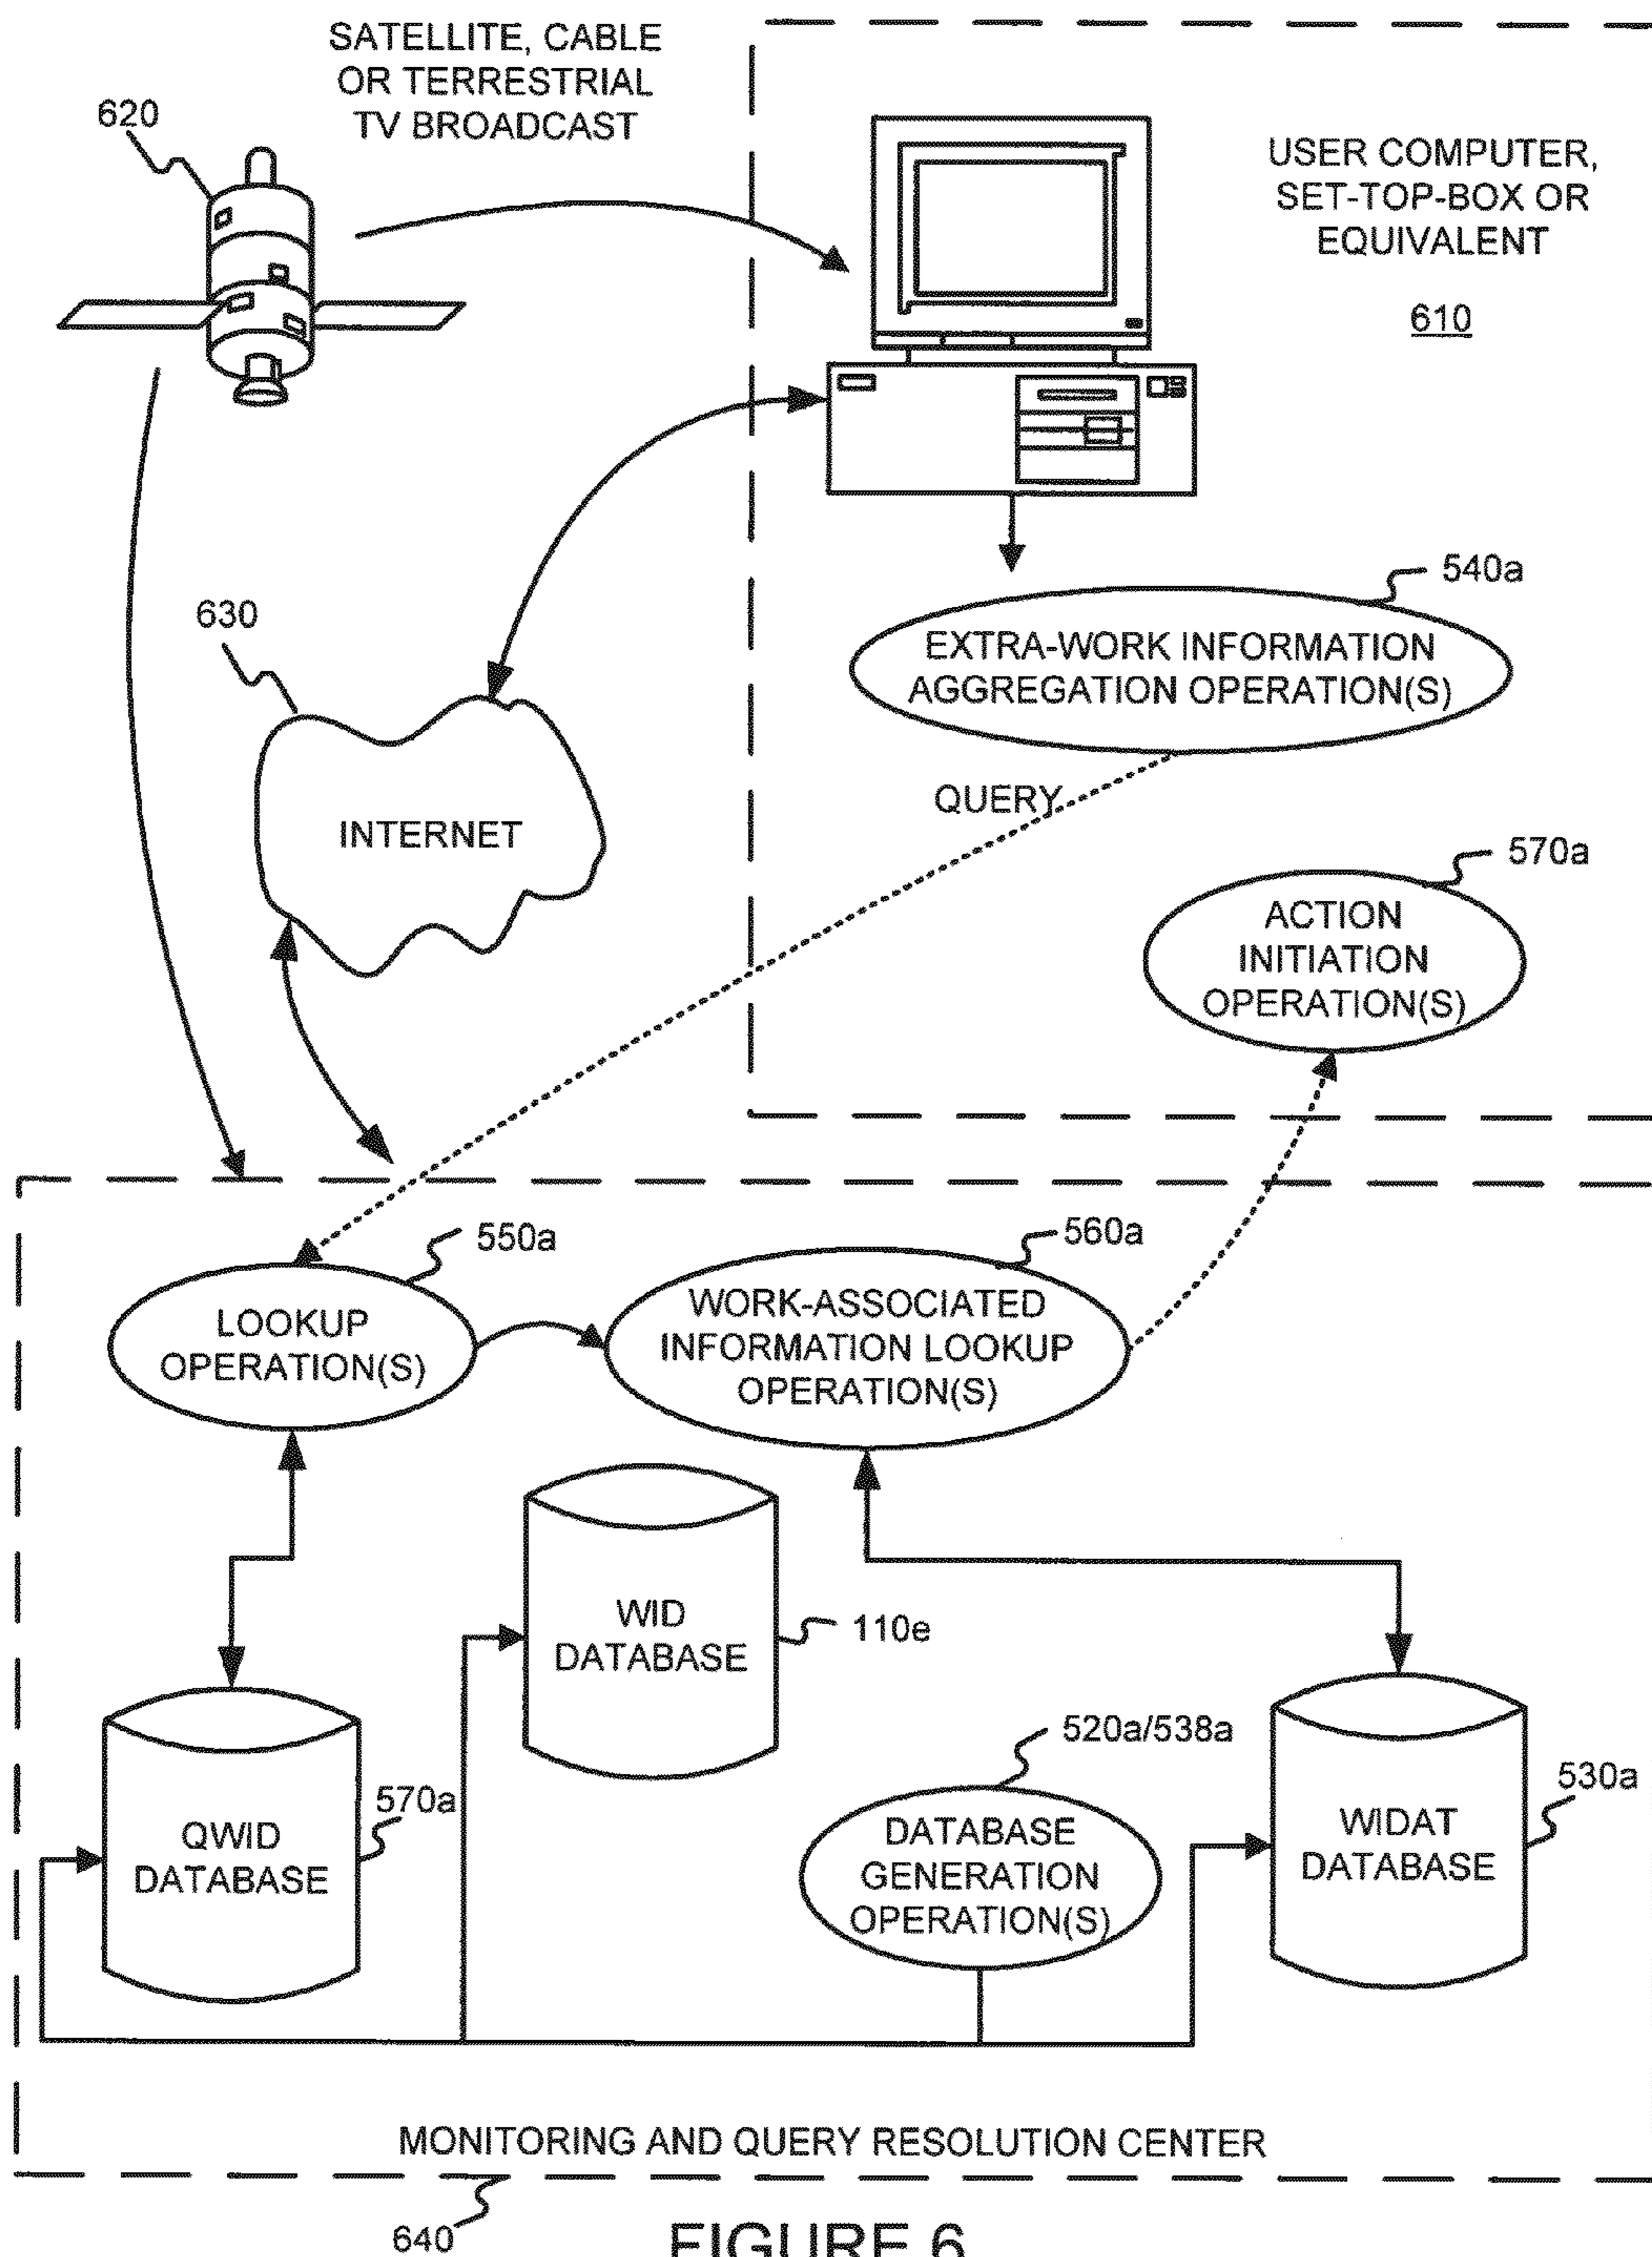 SATELLITE, CABLE
OR TERRESTRIAL
TV BROADCAST
620
USER COMPUTER,
SET-TOP-BOX OR
EQUIVALENT
610
540a
EXTRA-WORK INFORMATION
AGGREGATION OPERATION(S)
630
INTERNET
QUERY
570a
ACTION
INITIATION
OPERATION(S)
550a
LOOKUP
OPERATION(S)
560a
WORK-ASSOCIATED
INFORMATION LOOKUP
OPERATION(S)
WID
DATABASE
110e
QWID
DATABASE
570a
520a/538a
DATABASE
GENERATION
OPERATION(S)
WIDAT
DATABASE
530a
MONITORING AND QUERY RESOLUTION CENTER
640
FIGURE 6